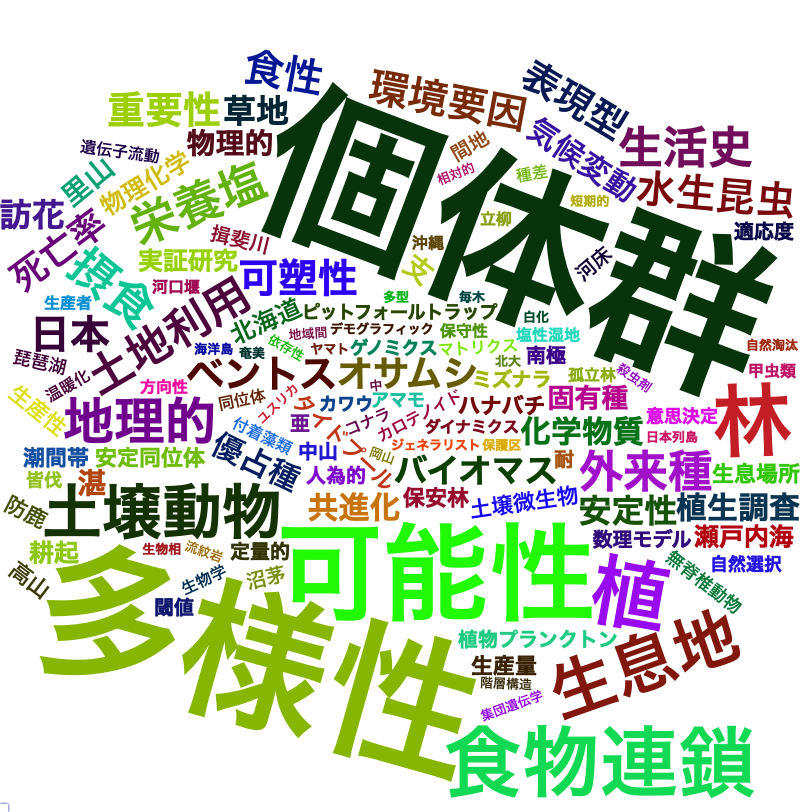 食性
環境要因
表現型
重要性
草地
個体群
気候変動
生活史
遺伝子流動
物理的
間地
相対的
種差
短期的
水生昆虫
里山
物理化学
栄養塩
訪花
死亡率
揖斐川
沖縄
立柳
適応度
実証研究
支
河床
摂食
可塑性
河口堰
生産者
土地利用
多型
毎木
北海道
ピットフォールトラップ
白化
日本
地域間
デモグラフィック
保守性
塩性湿地
海洋島
奄美
依存性
ヤマト
ゲノミクス
マトリクス
南極
自然淘汰
琵琶湖
温暖化
方向性
ベントス
オサムシ
北大
ミズナラ
孤立林
殺虫剤
甲虫類
生産性
同位体
ユスリカ
中
カワウ
アマモ
カロテノイド
ハナバチ
固有種
地理的
付着藻類
亜
タイドプール
コナラ
ダイナミクス
化学物質
意思決定
日本列島
林
潮間帯
安定同位体
優占種
中山
岡山
ジェネラリスト
保護区
皆伐
湛
人為的
バイオマス
耐
外来種
生息場所
防鹿
土壌動物
共進化
保安林
土壌微生物
安定性
植生調査
耕起
生物相
流紋岩
定量的
可能性
数理モデル
瀬戸内海
高山
多様性
生物学
沼茅
植
無脊椎動物
自然選択
閾値
植物プランクトン
生産量
階層構造
生息地
集団遺伝学
食物連鎖